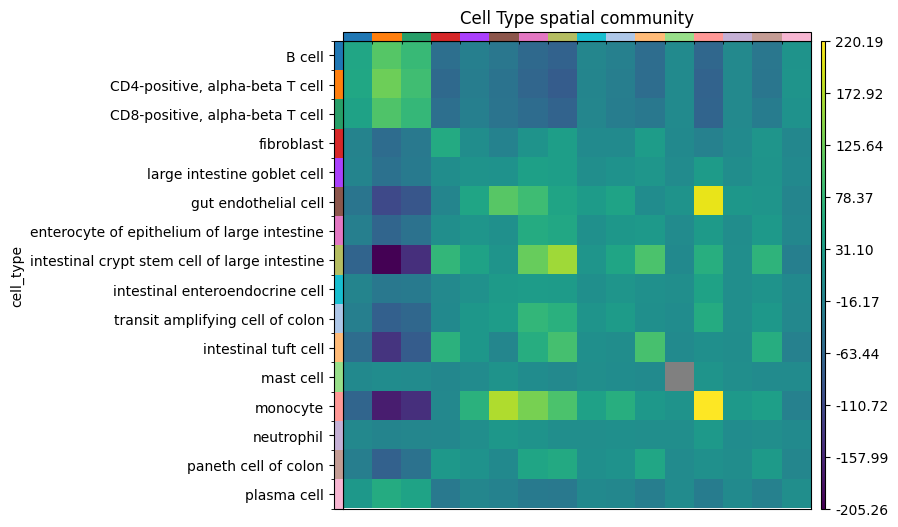 Cell Type spatial community
B cell
CD4-positive, alpha-beta T cell
CD8-positive, alpha-beta T cell
fibroblast
large intestine goblet cell
gut endothelial cell
enterocyte of epithelium of large intestine
intestinal crypt stem cell of large intestine
intestinal enteroendocrine cell
transit amplifying cell of colon
intestinal tuft cell
mast cell
monocyte
neutrophil
paneth cell of colon
plasma cell
cell_type
220.19
172.92
125.64
78.37
31.10
-16.17
-63.44
-110.72
-157.99
-205.26